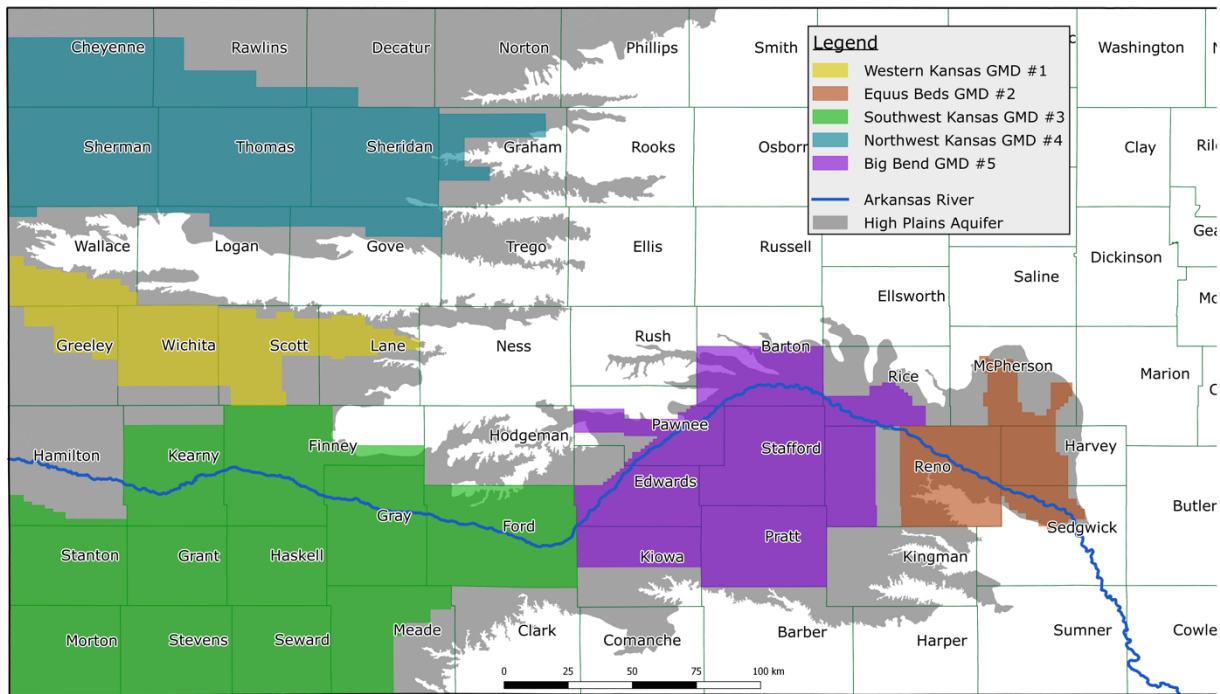 Cheyenne Rawlins Decatur Norton Phillips Smith Washington
Legend
Western Kansas GMD #1
Equus Beds GMD #2
Southwest Kansas GMD #3
Northwest Kansas GMD #4
Big Bend GMD #5
Arkansas River
High Plains Aquifer
Sherman Thomas Sheridan Graham Rooks Osborn Clay Ril
Wallace Logan Gove Trego Ellis Russell Gea
Dickinson
Saline
Ellsworth Mo
Greeley Wichita Scott Lane Ness Rush Barton
Rice McPherson Marion
Hamilton Kearny Finney Hodgeman Pawnee Stafford Harvey
Edwards Reno
Gray Ford Butler
Sedgwick
Stanton Grant Haskell Kiowa Pratt Kingman
Morton Stevens Seward Meade Clark Comanche Barber Harper Sumner Cowle
0 25 50 75 100 km